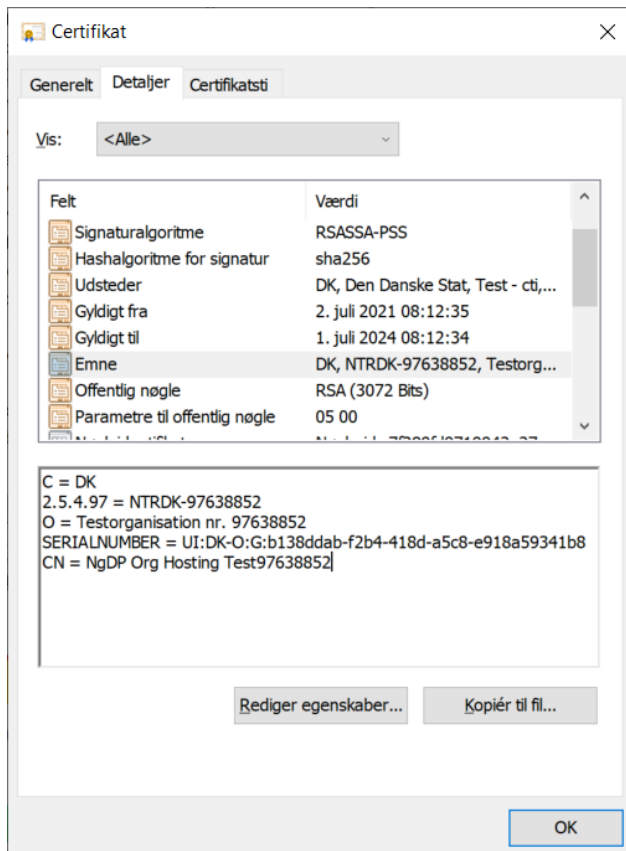 Certifikat
Generelt Detaljer Certifikatsti
Vis: <Alle>
Felt Værdi
Signaturalgoritme RSASSA-PSS
Hashalgoritme for signatur sha256
Udsteder DK, Den Danske Stat, Test - cti,...
Gyldigt fra 2. juli 2021 08:12:35
Gyldigt til 1. juli 2024 08:12:34
Emne DK, NTRDK-97638852, Testorg...
Offentlig nøgle RSA (3072 Bits)
Parametre til offentlig nøgle 05 00
C = DK
2.5.4.97 = NTRDK-97638852
O = Testorganisation nr. 97638852
SERIALNUMBER = UI:DK-O:G:b138ddab-f2b4-418d-a5c8-e918a59341b8
CN = NgDP Org Hosting Test97638852
Rediger egenskaber... Kopiér til fil...
OK